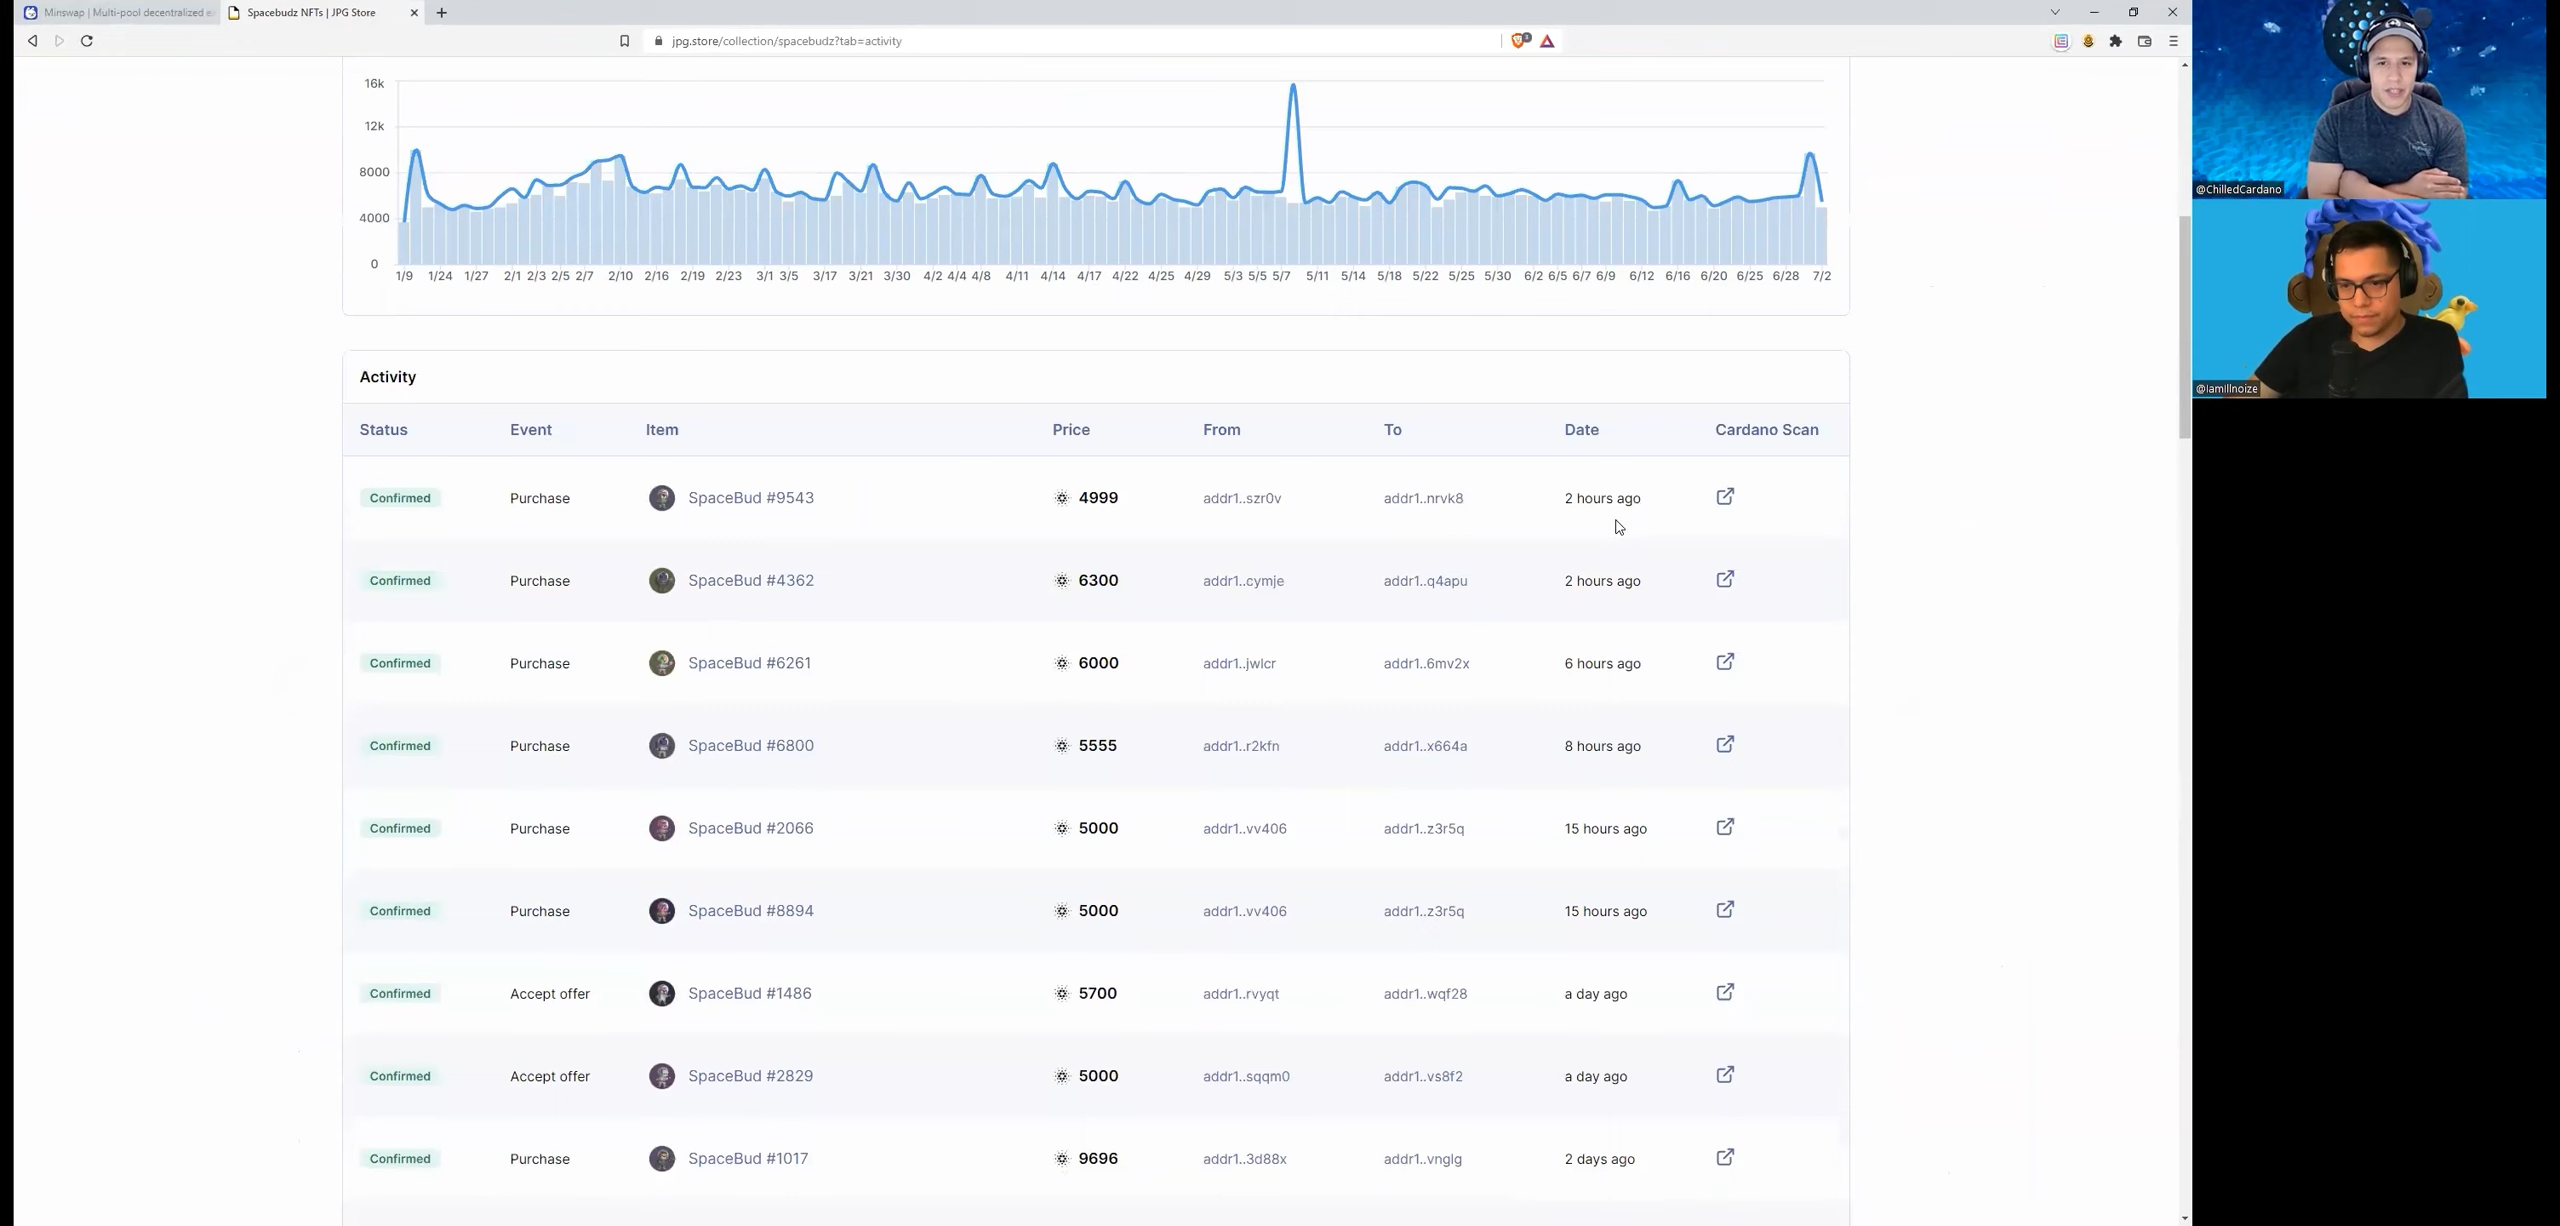 Minswap | Multi-pool decentralized e
Spacebudz NFTs | JPG Store
jpg.store/collection/spacebudz?tab=activity
16k
12k
8000
4000
0
1/9 1/24 1/27 2/1 2/3 2/5 2/7 2/10 2/16 2/19 2/23 3/1 3/5 3/17 3/21 3/30 4/2 4/4 4/8 4/11 4/14 4/17 4/22 4/25 4/29 5/3 5/5 5/7 5/11 5/14 5/18 5/22 5/25 5/30 6/2 6/5 6/7 6/9 6/12 6/16 6/20 6/25 6/28 7/2
@ChilledCardano
@IamIllnoize
Activity
Status Event Item Price From To Date Cardano Scan
Confirmed Purchase SpaceBud #9543 4999 addr1..szr0v addr1..nrvk8 2 hours ago
Confirmed Purchase SpaceBud #4362 6300 addr1..cymje addr1..q4apu 2 hours ago
Confirmed Purchase SpaceBud #6261 6000 addr1..jwlcr addr1..6mv2x 6 hours ago
Confirmed Purchase SpaceBud #6800 5555 addr1..r2kfn addr1..x664a 8 hours ago
Confirmed Purchase SpaceBud #2066 5000 addr1..vv406 addr1..z3r5q 15 hours ago
Confirmed Purchase SpaceBud #8894 5000 addr1..vv406 addr1..z3r5q 15 hours ago
Confirmed Accept offer SpaceBud #1486 5700 addr1..rvyqt addr1..wqf28 a day ago
Confirmed Accept offer SpaceBud #2829 5000 addr1..sqqm0 addr1..vs8f2 a day ago
Confirmed Purchase SpaceBud #1017 9696 addr1..3d88x addr1..vnglg 2 days ago